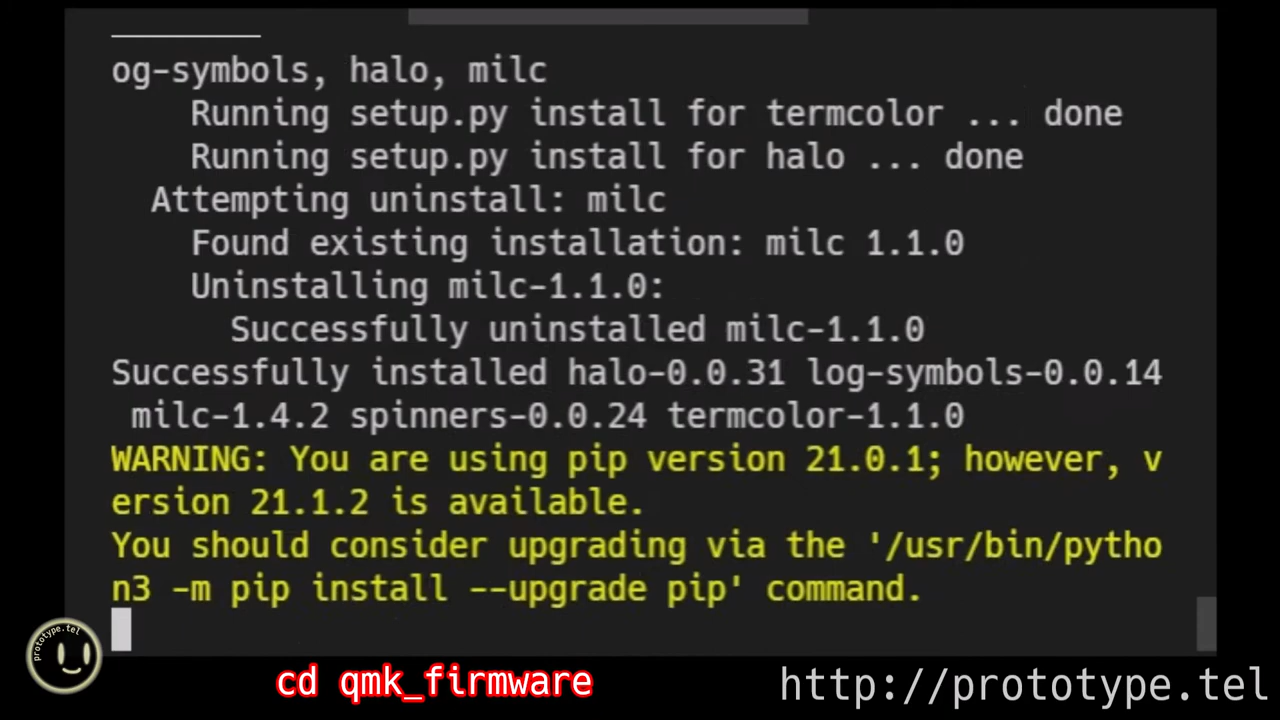 og-symbols, halo, milc
Running setup.py install for termcolor ... done
Running setup.py install for halo ... done
Attempting uninstall: milc
Found existing installation: milc 1.1.0
Uninstalling milc-1.1.0:
Successfully uninstalled milc-1.1.0
Successfully installed halo-0.0.31 log-symbols-0.0.14
milc-1.4.2 spinners-0.0.24 termcolor-1.1.0
WARNING: You are using pip version 21.0.1; however, v
ersion 21.1.2 is available.
You should consider upgrading via the '/usr/bin/pytho
n3 -m pip install --upgrade pip' command.
prototype.tel
cd qmk_firmware
http://prototype.tel